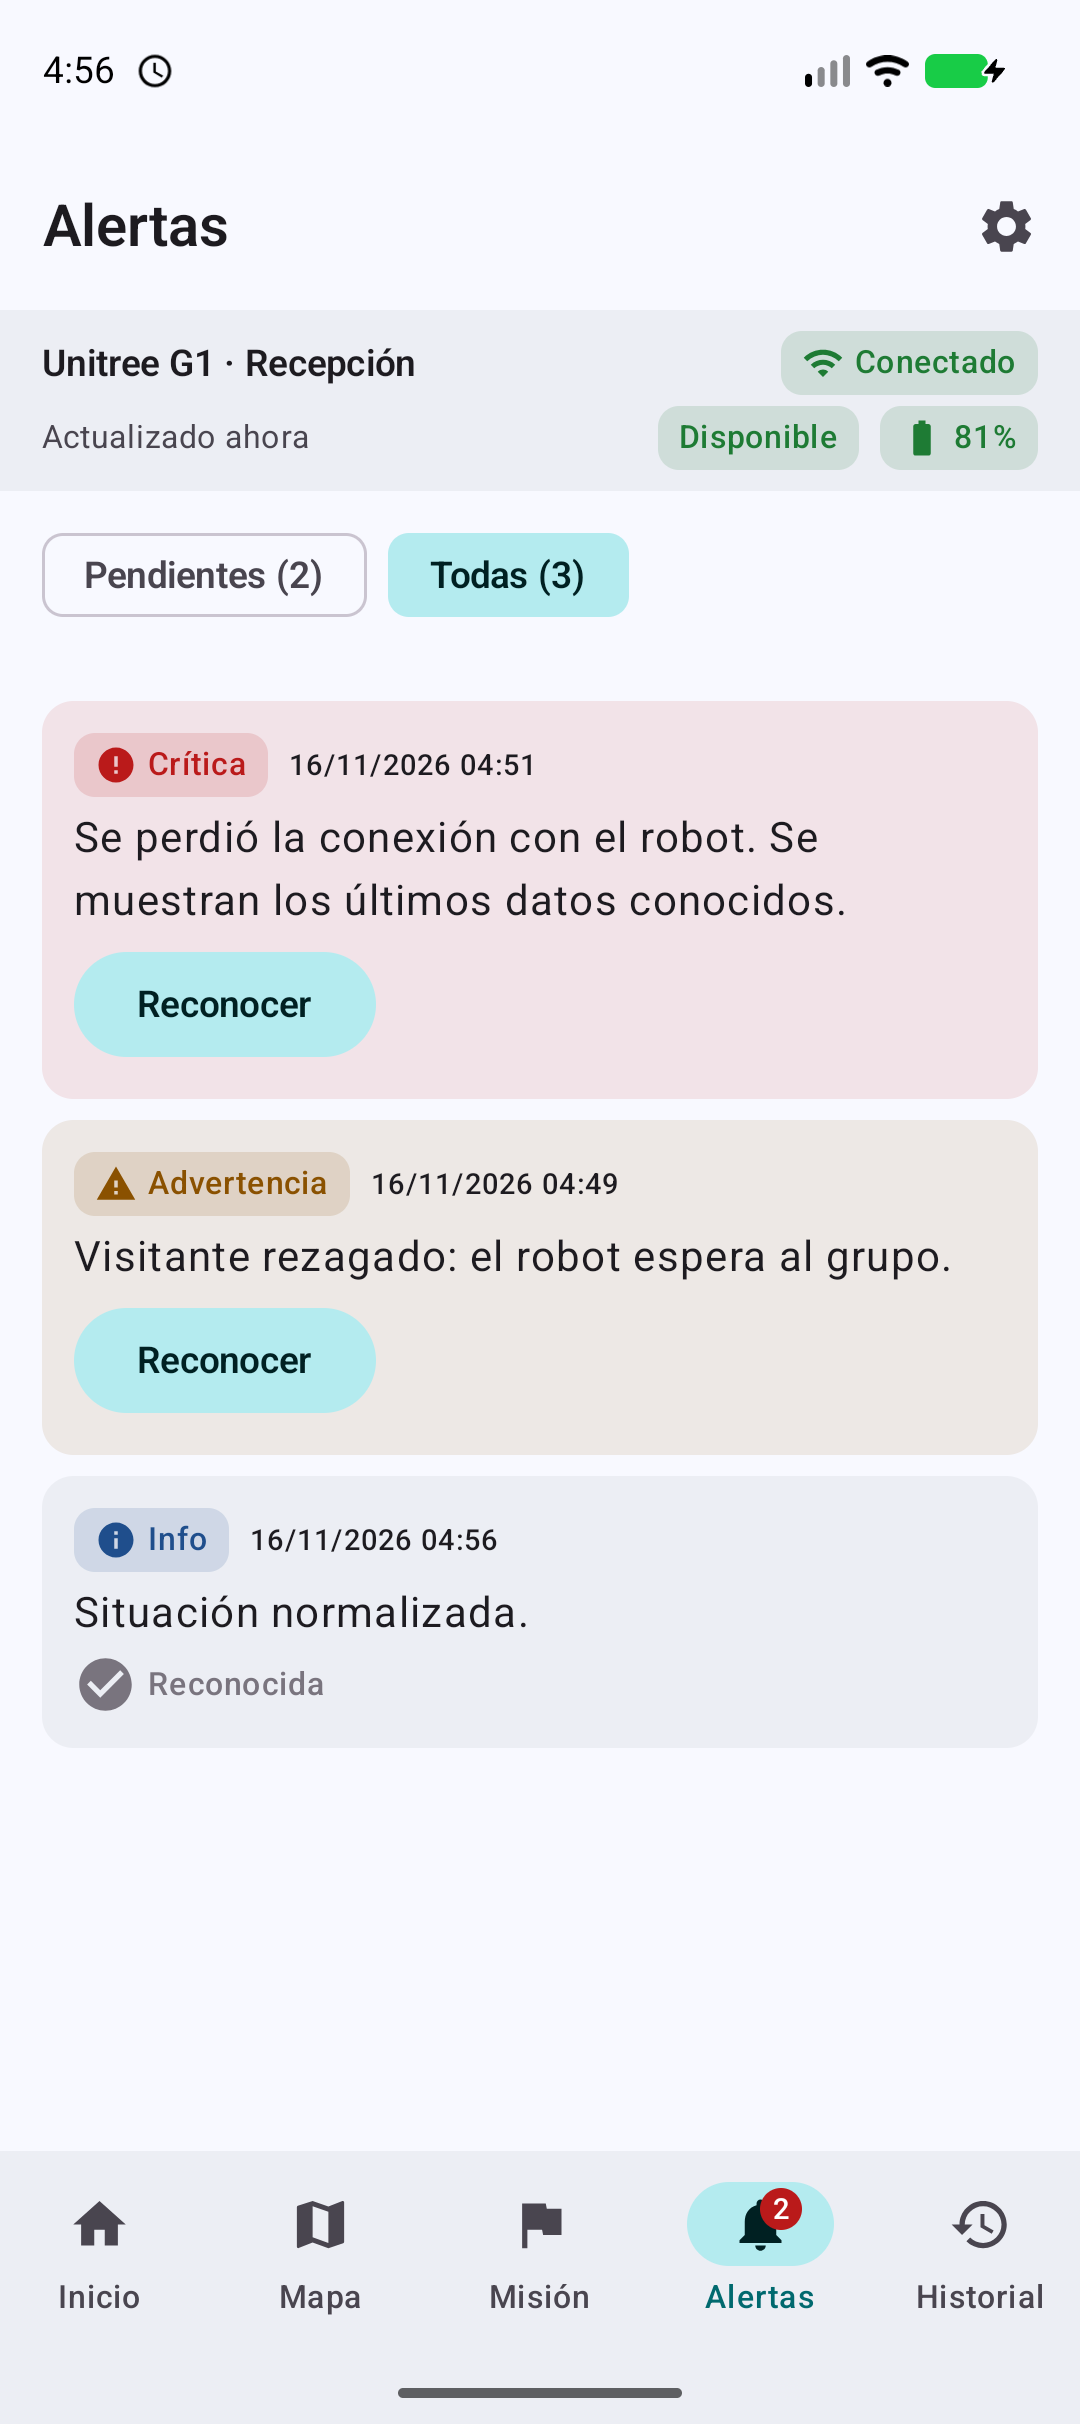 4:56
Alertas
Unitree G1 · Recepción
Conectado
Actualizado ahora
Disponible
81%
Pendientes (2)
Todas (3)
Crítica
16/11/2026 04:51
Se perdió la conexión con el robot. Se
muestran los últimos datos conocidos.
Reconocer
Advertencia
16/11/2026 04:49
Visitante rezagado: el robot espera al grupo.
Reconocer
Info
16/11/2026 04:56
Situación normalizada.
Reconocida
2
Inicio
Mapa
Misión
Alertas
Historial